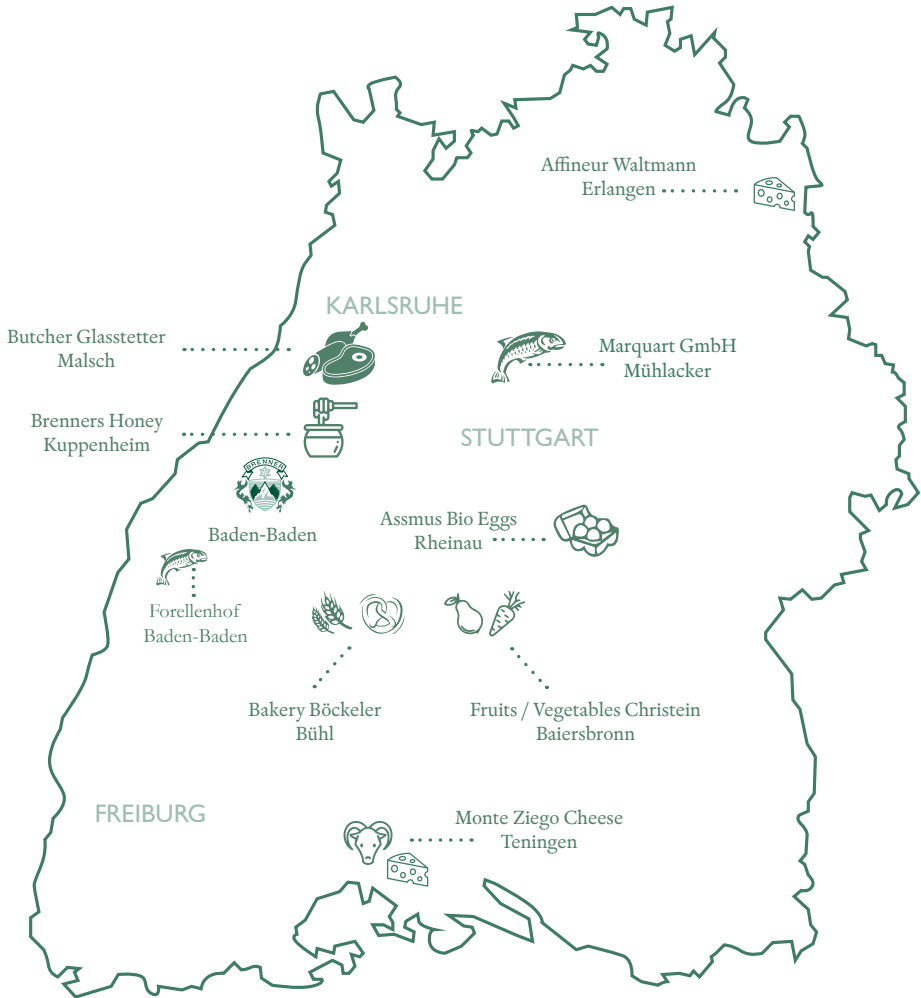 Affineur Waltmann
Erlangen
KARLSRUHE
Butcher Glasstetter
Malsch
Marquart GmbH
Mühlacker
Brenners Honey
Kuppenheim
STUTTGART
BRENNER
Baden-Baden
Assmus Bio Eggs
Rheinau
Forellenhof
Baden-Baden
Bakery Böckeler
Bühl
Fruits / Vegetables Christein
Baiersbronn
FREIBURG
Monte Ziego Cheese
Teningen